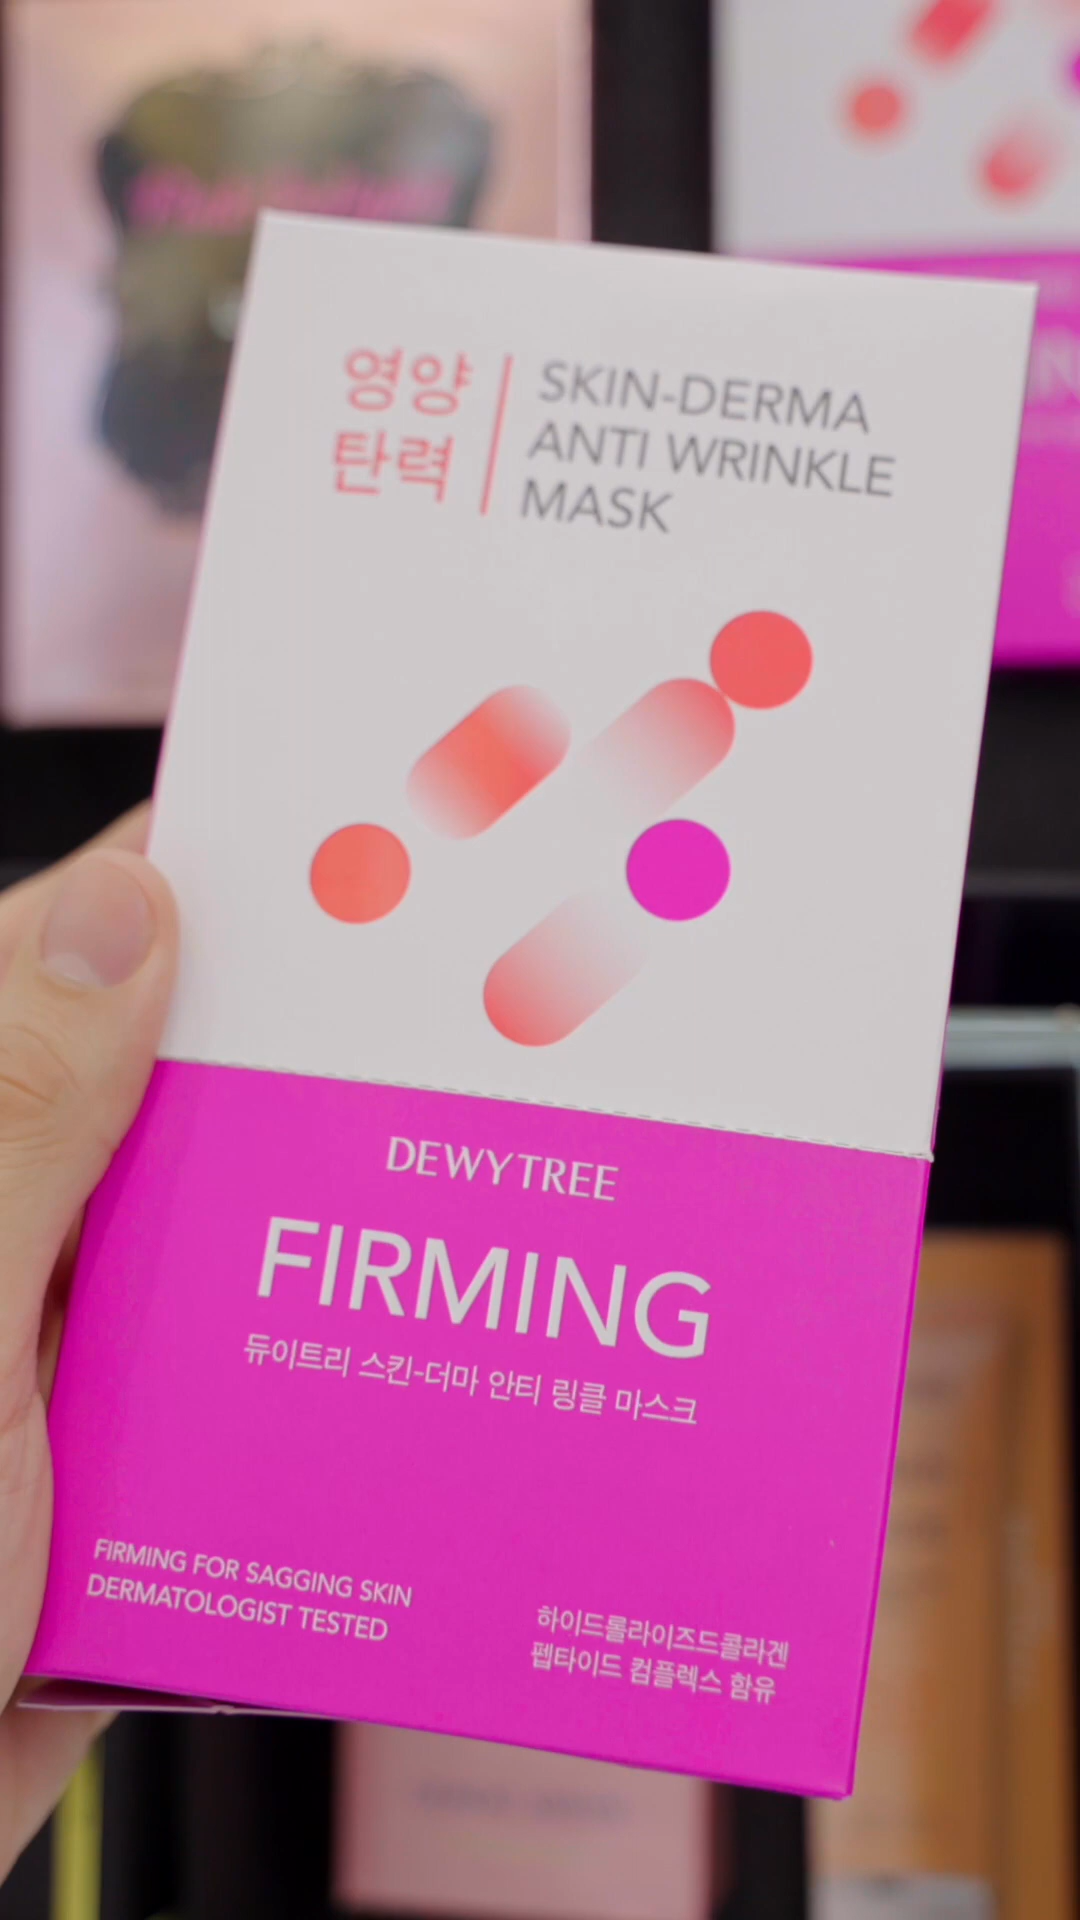 영양
탄력
SKIN-DERMA
ANTI WRINKLE
MASK
DEWYTREE
FIRMING
듀이트리 스킨-더마 안티 링클 마스크
FIRMING FOR SAGGING SKIN
DERMATOLOGIST TESTED
하이드롤라이즈드콜라겐
펩타이드 컴플렉스 함유